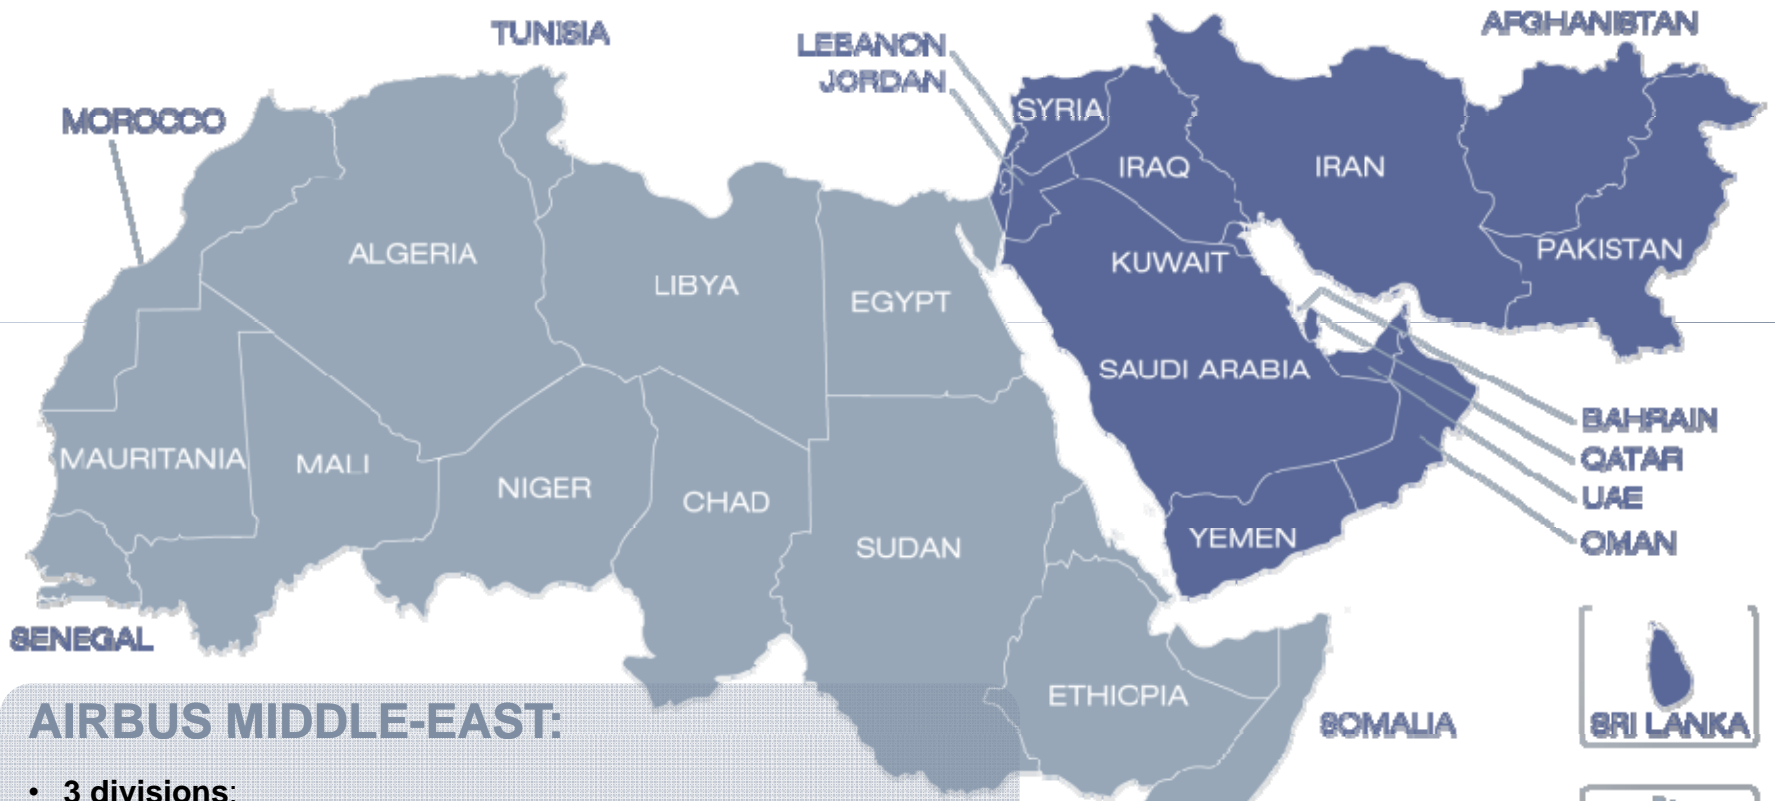 TUNISIA
AFGHANISTAN
LEBANON
JORDAN
MOROCCO
SYRIA
IRAQ
IRAN
ALGERIA
LIBYA
EGYPT
KUWAIT
PAKISTAN
SAUDI ARABIA
BAHRAIN
QATAR
UAE
OMAN
MAURITANIA
MALI
NIGER
CHAD
SUDAN
YEMEN
SENEGAL
ETHIOPIA
SOMALIA
SRI LANKA
AIRBUS MIDDLE-EAST:
• 3 divisions: